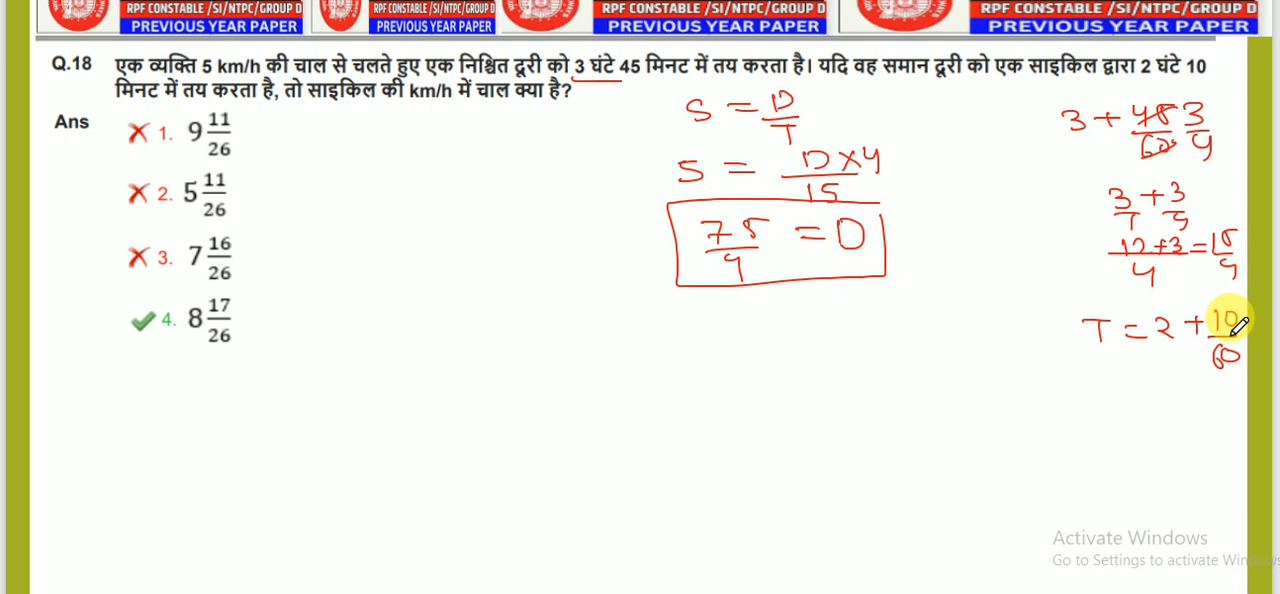 RPF CONSTABLE /SI/NTPC/GROUP D RPF CONSTABLE /SI/NTPC/GROUP D RPF CONSTABLE /SI/NTPC/GROUP D RPF CONSTABLE /SI/NTPC/GROUP D
PREVIOUS YEAR PAPER PREVIOUS YEAR PAPER PREVIOUS YEAR PAPER PREVIOUS YEAR PAPER
Q.18 एक व्यक्ति 5 km/h की चाल से चलते हुए एक निश्चित दूरी को 3 घंटे 45 मिनट में तय करता है। यदि वह समान दूरी को एक साइकिल द्वारा 2 घंटे 10
मिनट में तय करता है, तो साइकिल की km/h में चाल क्या है?
Ans
1. 9 11/26
2. 5 11/26
3. 7 16/26
4. 8 17/26
S = D/T
5 = D×4/15
75/4 = D
3 + 45/60 3/4
3/1 + 3/4
12+3/4 = 15/4
T = 2 + 10/60
Activate Windows
Go to Settings to activate Windows